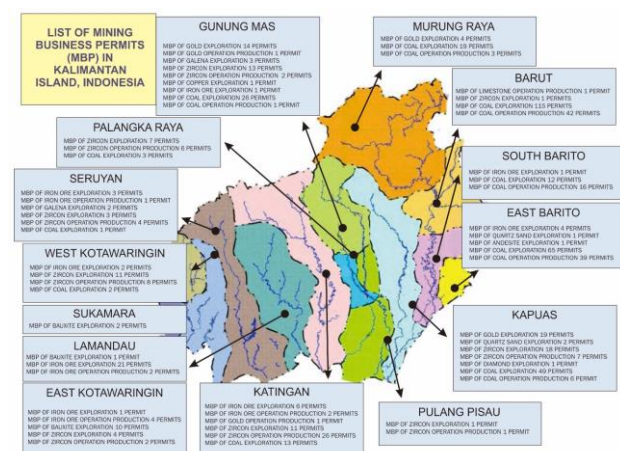 LIST OF MINING
BUSINESS PERMITS
(MBP) IN
KALIMANTAN
ISLAND, INDONESIA
GUNUNG MAS
MBP OF GOLD EXPLORATION 14 PERMITS
MBP OF GOLD OPERATION PRODUCTION 1 PERMIT
MBP OF GALENA EXPLORATION 3 PERMITS
MBP OF ZIRCON EXPLORATION 13 PERMITS
MBP OF ZIRCON OPERATION PRODUCTION 2 PERMITS
MBP OF COPPER EXPLORATION 1 PERMIT
MBP OF IRON ORE EXPLORATION 1 PERMIT
MBP OF COAL EXPLORATION 26 PERMITS
MBP OF COAL OPERATION PRODUCTION 1 PERMIT
MURUNG RAYA
MBP OF GOLD EXPLORATION 4 PERMITS
MBP OF COAL EXPLORATION 19 PERMITS
MBP OF COAL OPERATION PRODUCTION 3 PERMITS
BARUT
MBP OF LIMESTONE OPERATION PRODUCTION 1 PERMIT
MBP OF ZIRCON EXPLORATION 1 PERMITS
MBP OF COAL EXPLORATION 115 PERMITS
MBP OF COAL OPERATION PRODUCTION 42 PERMITS
PALANGKA RAYA
MBP OF ZIRCON EXPLORATION 7 PERMITS
MBP OF ZIRCON OPERATION PRODUCTION 6 PERMITS
MBP OF COAL EXPLORATION 3 PERMITS
SOUTH BARITO
MBP OF IRON ORE EXPLORATION 1 PERMIT
MBP OF COAL EXPLORATION 12 PERMITS
MBP OF COAL OPERATION PRODUCTION 16 PERMITS
SERUYAN
MBP OF IRON ORE EXPLORATION 3 PERMITS
MBP OF IRON ORE OPERATION PRODUCTION 1 PERMIT
MBP OF GALENA EXPLORATION 2 PERMITS
MBP OF ZIRCON EXPLORATION 3 PERMITS
MBP OF ZIRCON OPERATION PRODUCTION 4 PERMITS
MBP OF COAL EXPLORATION 1 PERMIT
EAST BARITO
MBP OF IRON ORE EXPLORATION 4 PERMITS
MBP OF QUARTZ SAND EXPLORATION 1 PERMIT
MBP OF ANDESITE EXPLORATION 1 PERMIT
MBP OF COAL EXPLORATION 65 PERMITS
MBP OF COAL OPERATION PRODUCTION 39 PERMITS
WEST KOTAWARINGIN
MBP OF IRON ORE EXPLORATION 2 PERMITS
MBP OF ZIRCON EXPLORATION 11 PERMITS
MBP OF ZIRCON OPERATION PRODUCTION 8 PERMITS
MBP OF COAL EXPLORATION 2 PERMITS
SUKAMARA
MBP OF BAUXITE EXPLORATION 2 PERMITS
LAMANDAU
MBP OF BAUXITE EXPLORATION 1 PERMIT
MBP OF IRON ORE EXPLORATION 21 PERMITS
MBP OF IRON ORE OPERATION PRODUCTION 2 PERMITS
KAPUAS
MBP OF GOLD EXPLORATION 19 PERMITS
MBP OF QUARTZ SAND EXPLORATION 2 PERMITS
MBP OF ZIRCON EXPLORATION 18 PERMITS
MBP OF ZIRCON OPERATION PRODUCTION 7 PERMITS
MBP OF DIAMOND EXPLORATION 1 PERMIT
MBP OF COAL EXPLORATION 49 PERMITS
MBP OF COAL OPERATION PRODUCTION 6 PERMIT
EAST KOTAWARINGIN
MBP OF IRON ORE EXPLORATION 1 PERMIT
MBP OF IRON ORE OPERATION PRODUCTION 4 PERMITS
MBP OF BAUXITE EXPLORATION 10 PERMITS
MBP OF ZIRCON EXPLORATION 4 PERMITS
MBP OF ZIRCON OPERATION PRODUCTION 2 PERMITS
KATINGAN
MBP OF IRON ORE EXPLORATION 6 PERMITS
MBP OF IRON ORE OPERATION PRODUCTION 2 PERMITS
MBP OF GOLD OPERATION PRODUCTION 1 PERMIT
MBP OF ZIRCON EXPLORATION 11 PERMITS
MBP OF ZIRCON OPERATION PRODUCTION 26 PERMITS
MBP OF COAL EXPLORATION 13 PERMITS
PULANG PISAU
MBP OF ZIRCON EXPLORATION 1 PERMIT
MBP OF ZIRCON OPERATION PRODUCTION 1 PERMIT